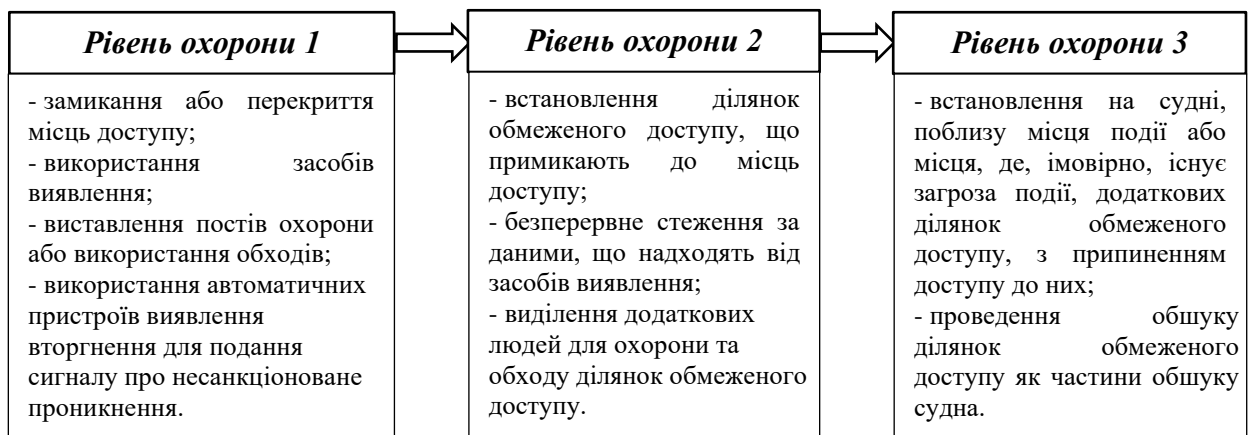 Рівень охорони 1
- замикання або перекриття
місць доступу;
- використання засобів
виявлення;
- виставлення постів охорони
або використання обходів;
- використання автоматичних
пристроїв виявлення
вторгнення для подання
сигналу про несанкціоноване
проникнення.
Рівень охорони 2
- встановлення ділянок
обмеженого доступу, що
примикають до місць
доступу;
- безперервне стеження за
даними, що надходять від
засобів виявлення;
- виділення додаткових
людей для охорони та
обходу ділянок обмеженого
доступу.
Рівень охорони 3
- встановлення на судні,
поблизу місця події або
місця, де, імовірно, існує
загроза події, додаткових
ділянок обмеженого
доступу, з припиненням
доступу до них;
- проведення обшуку
ділянок обмеженого
доступу як частини обшуку
судна.